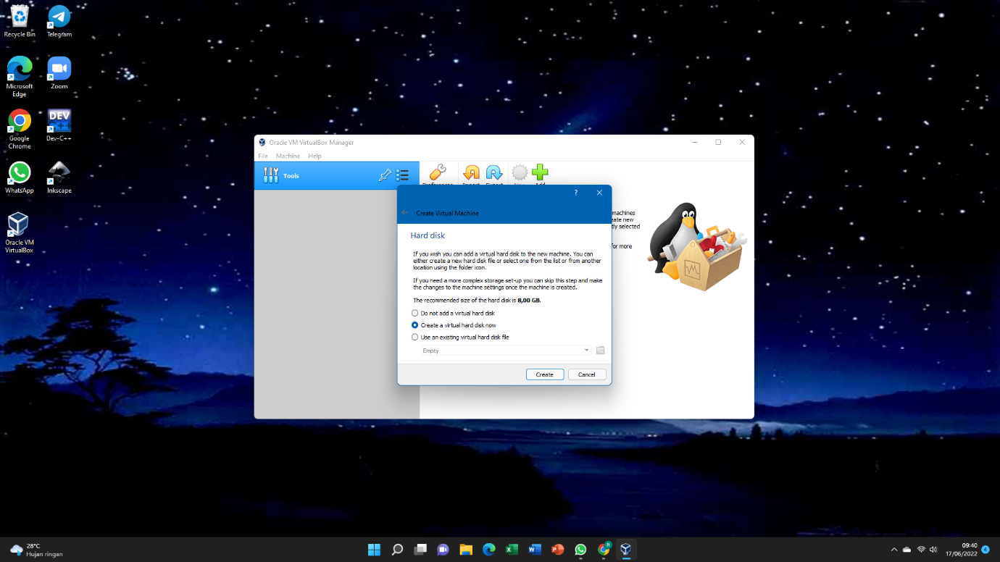 Recycle Bin
Telegram
Microsoft
Edge
Zoom
Google
Chrome
DEV
C++
Dev-C++
WhatsApp
Inkscape
Oracle VM
VirtualBox
Oracle VM VirtualBox Manager
File Machine Help
Tools
Create Virtual Machine
Hard disk
If you wish you can add a virtual hard disk to the new machine. You can
either create a new hard disk file or select one from the list or from another
location using the folder icon.
If you need a more complex storage set-up you can skip this step and make
the changes to the machine settings once the machine is created.
The recommended size of the hard disk is 8,00 GB.
Do not add a virtual hard disk
Create a virtual hard disk now
Use an existing virtual hard disk file
Empty
Create Cancel
machines
eate new
tly selected
for more
28°C
Hujan ringan
09:40
17/06/2022
4